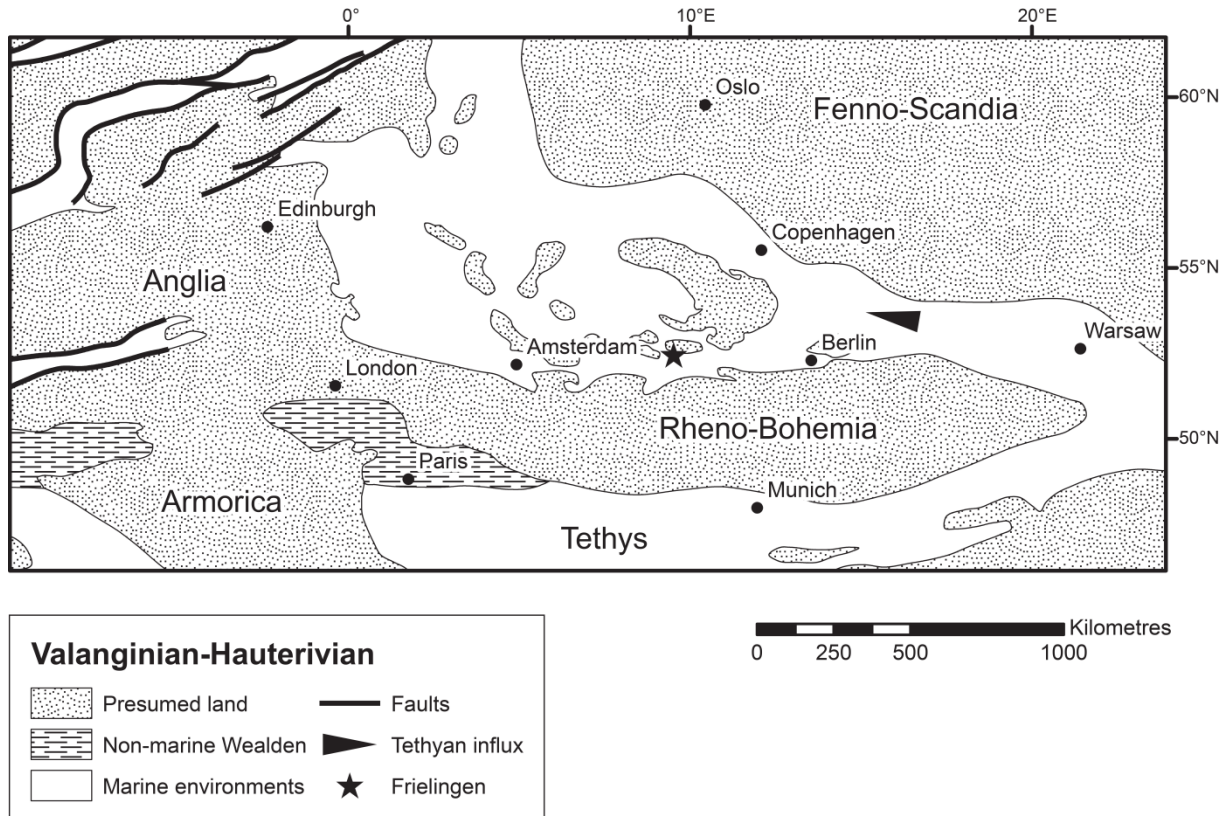 0° 10°E 20°E
Oslo
60°N
Fenno-Scandia
Edinburgh
Copenhagen
55°N
Anglia
Warsaw
Amsterdam
Berlin
London
Rheno-Bohemia
50°N
Paris
Armorica
Munich
Tethys
Valanginian-Hauterivian
Presumed land
Faults
Non-marine Wealden
Tethyan influx
Marine environments
Frielingen
Kilometres
0 250 500 1000